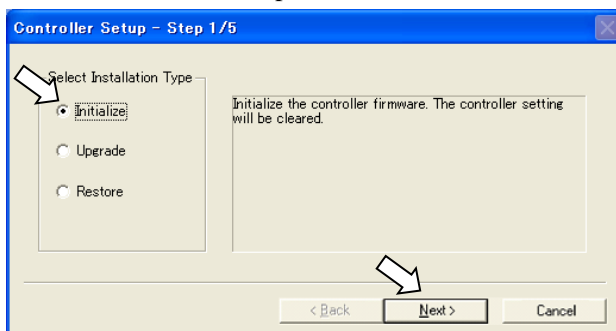 Controller Setup - Step 1/5
Select Installation Type
Initialize
Initialize the controller firmware. The controller setting
will be cleared.
Upgrade
Restore
< Back
Next >
Cancel